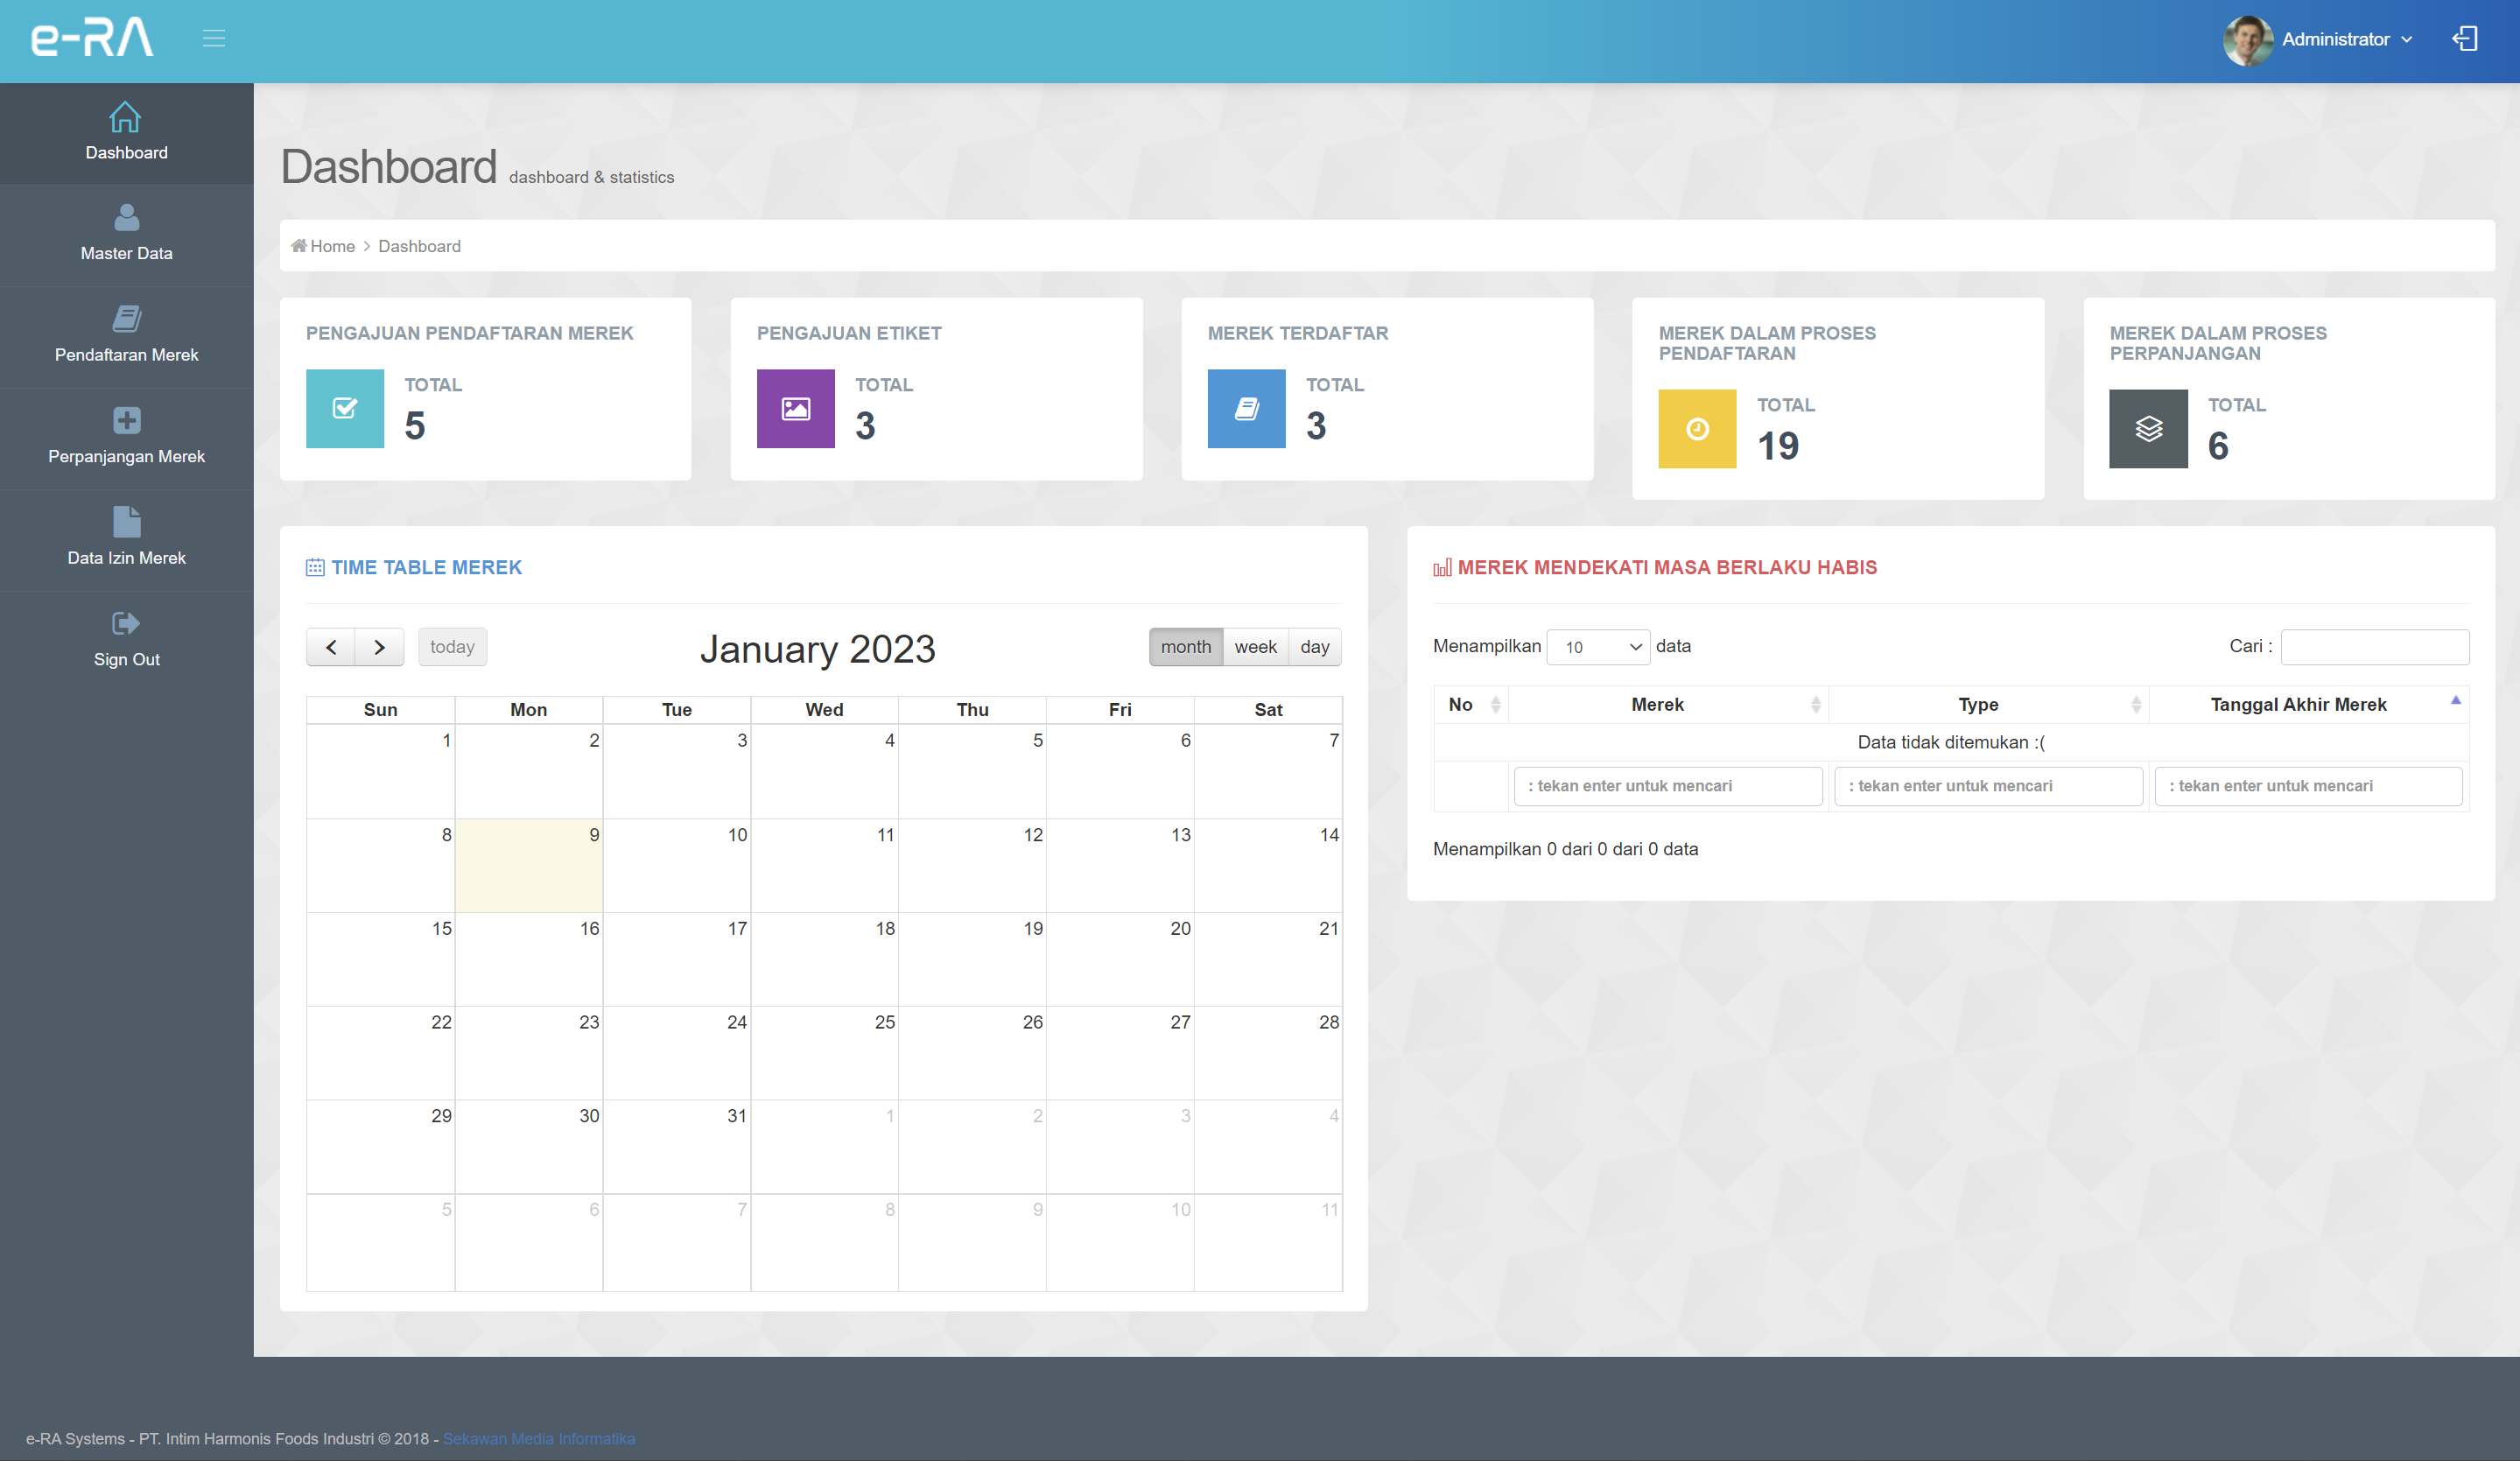 e-RA
Administrator
Dashboard
Master Data
Pendaftaran Merek
Perpanjangan Merek
Data Izin Merek
Sign Out
Dashboard dashboard & statistics
Home > Dashboard
PENGAJUAN PENDAFTARAN MEREK
TOTAL
5
PENGAJUAN ETIKET
TOTAL
3
MEREK TERDAFTAR
TOTAL
3
MEREK DALAM PROSES
PENDAFTARAN
TOTAL
19
MEREK DALAM PROSES
PERPANJANGAN
TOTAL
6
TIME TABLE MEREK
today
January 2023
month week day
Sun Mon Tue Wed Thu Fri Sat
1 2 3 4 5 6 7
8 9 10 11 12 13 14
15 16 17 18 19 20 21
22 23 24 25 26 27 28
29 30 31 1 2 3 4
5 6 7 8 9 10 11
MEREK MENDEKATI MASA BERLAKU HABIS
Menampilkan 10 data Cari :
No Merek Type Tanggal Akhir Merek
Data tidak ditemukan :(
: tekan enter untuk mencari : tekan enter untuk mencari : tekan enter untuk mencari
Menampilkan 0 dari 0 dari 0 data
e-RA Systems - PT. Intim Harmonis Foods Industri © 2018 - Sekawan Media Informatika